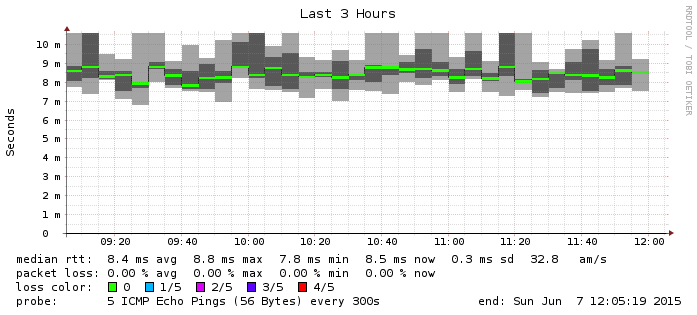 Last 3 Hours
RRDTOOL / TOBI OETIKER
Seconds
10 m
9 m
8 m
7 m
6 m
5 m
4 m
3 m
2 m
1 m
0
09:20 09:40 10:00 10:20 10:40 11:00 11:20 11:40 12:00
median rtt: 8.4 ms avg 8.8 ms max 7.8 ms min 8.5 ms now 0.3 ms sd 32.8 am/s
packet loss: 0.00 % avg 0.00 % max 0.00 % min 0.00 % now
loss color: 0 1/5 2/5 3/5 4/5
probe: 5 ICMP Echo Pings (56 Bytes) every 300s end: Sun Jun 7 12:05:19 2015